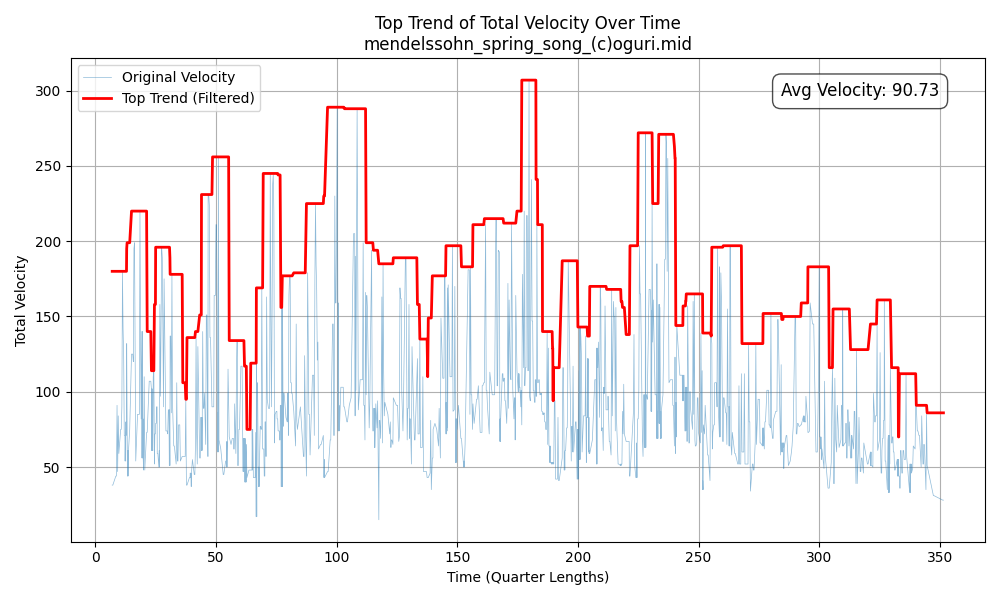 Top Trend of Total Velocity Over Time
mendelssohn_spring_song_(c)oguri.mid
Original Velocity
Top Trend (Filtered)
Avg Velocity: 90.73
Total Velocity
300
250
200
150
100
50
0 50 100 150 200 250 300 350
Time (Quarter Lengths)